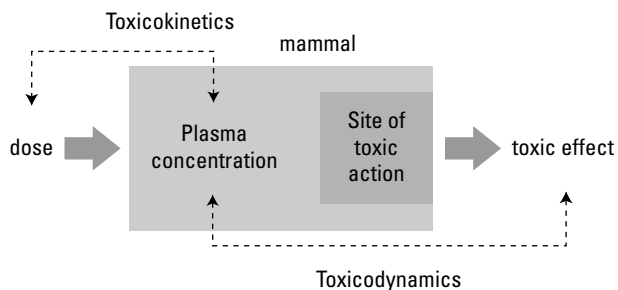 Toxicokinetics
mammal
dose
Plasma
concentration
Site of
toxic
action
toxic effect
Toxicodynamics